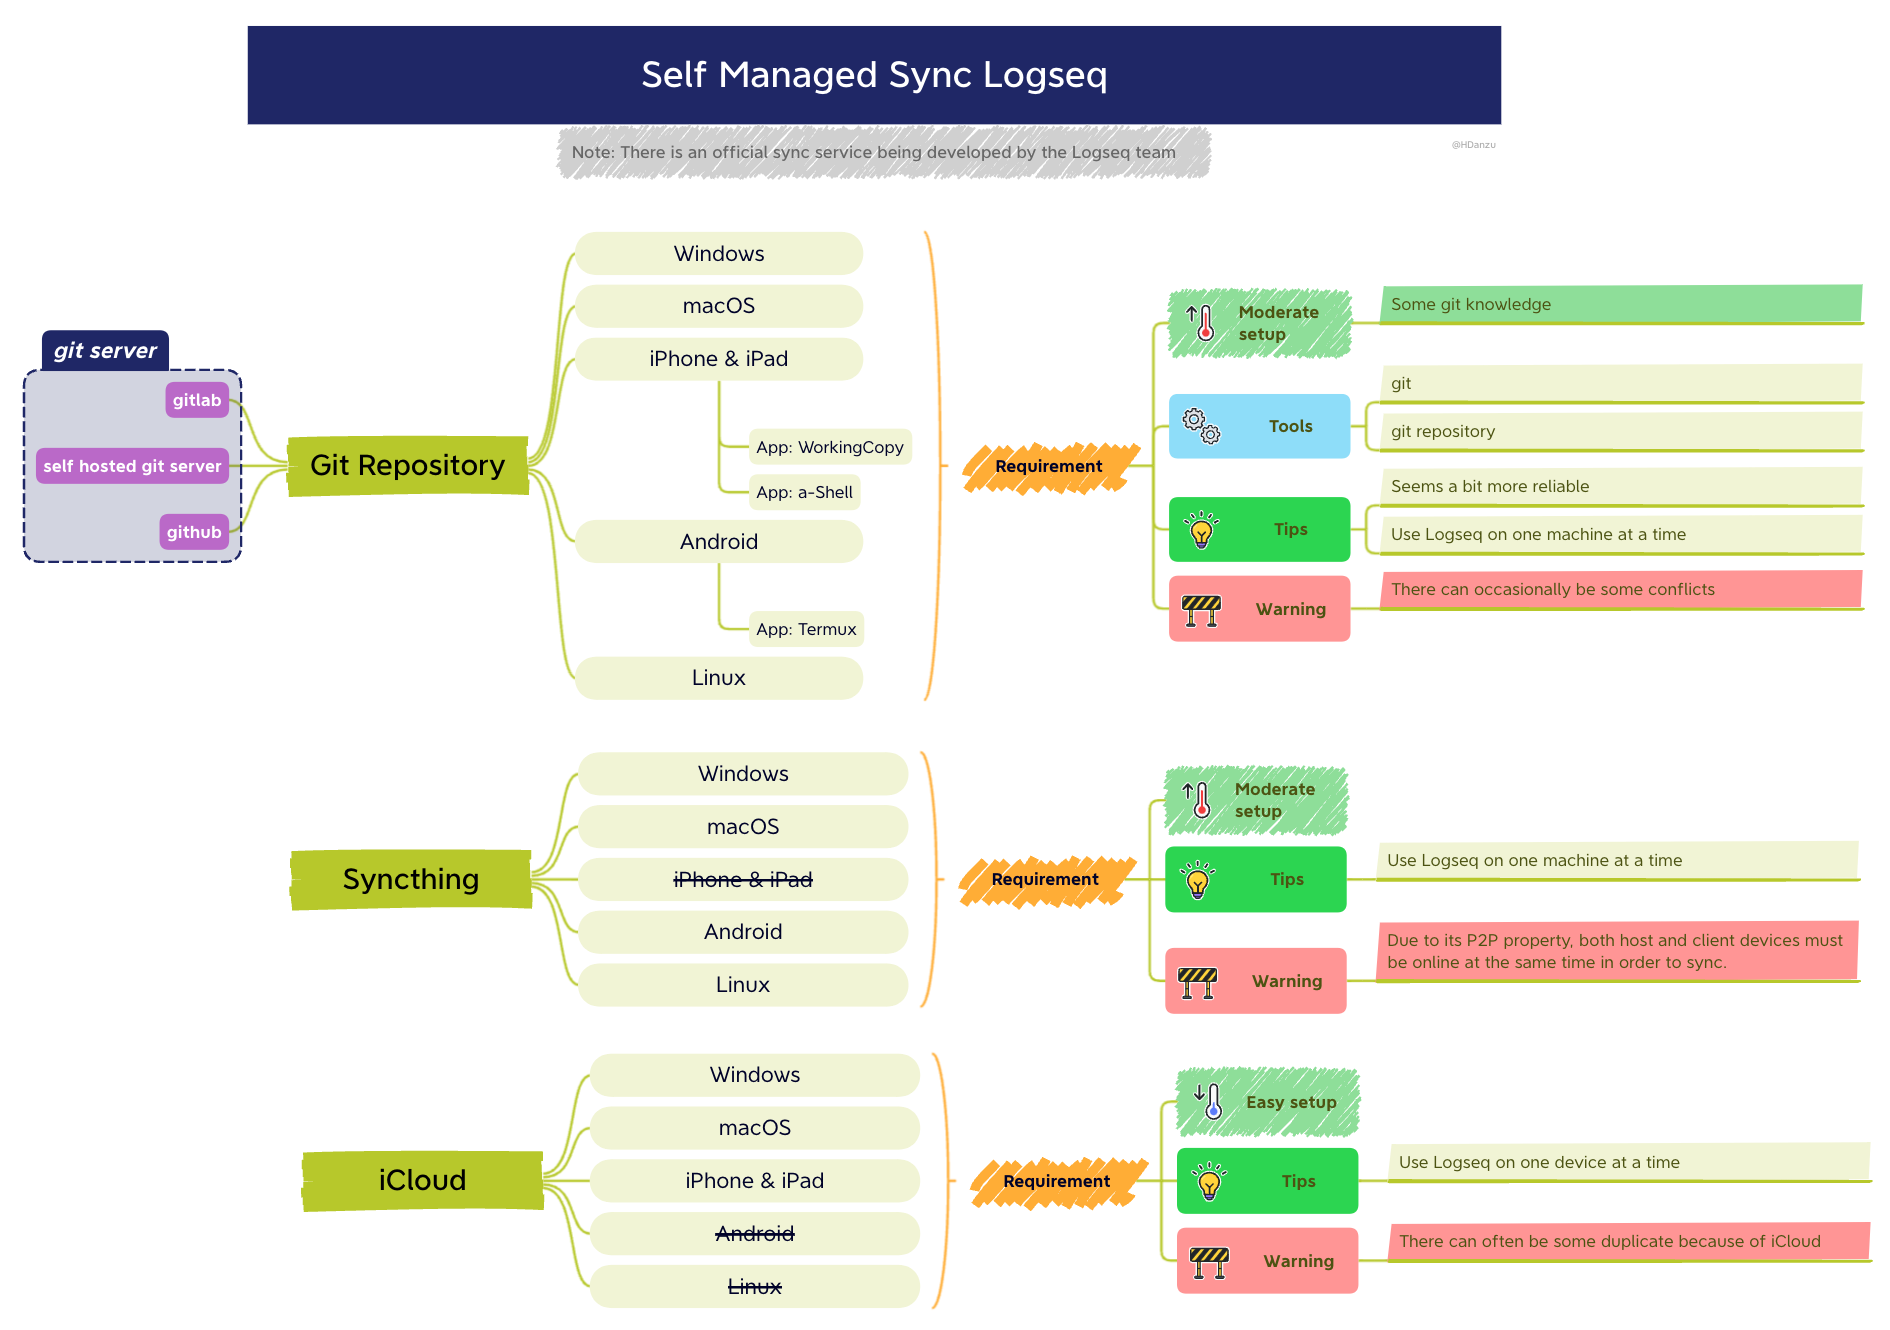 Self Managed Sync Logseq
Note: There is an official sync service being developed by the Logseq team
@HDanzu
git server
gitlab
self hosted git server
github
Git Repository
Windows
macOS
iPhone & iPad
App: WorkingCopy
App: a-Shell
Android
App: Termux
Linux
Requirement
Moderate
setup
Some git knowledge
Tools
git
git repository
Tips
Seems a bit more reliable
Use Logseq on one machine at a time
Warning
There can occasionally be some conflicts
Syncthing
Windows
macOS
iPhone & iPad
Android
Linux
Requirement
Moderate
setup
Tips
Use Logseq on one machine at a time
Warning
Due to its P2P property, both host and client devices must
be online at the same time in order to sync.
iCloud
Windows
macOS
iPhone & iPad
Android
Linux
Requirement
Easy setup
Tips
Use Logseq on one device at a time
Warning
There can often be some duplicate because of iCloud